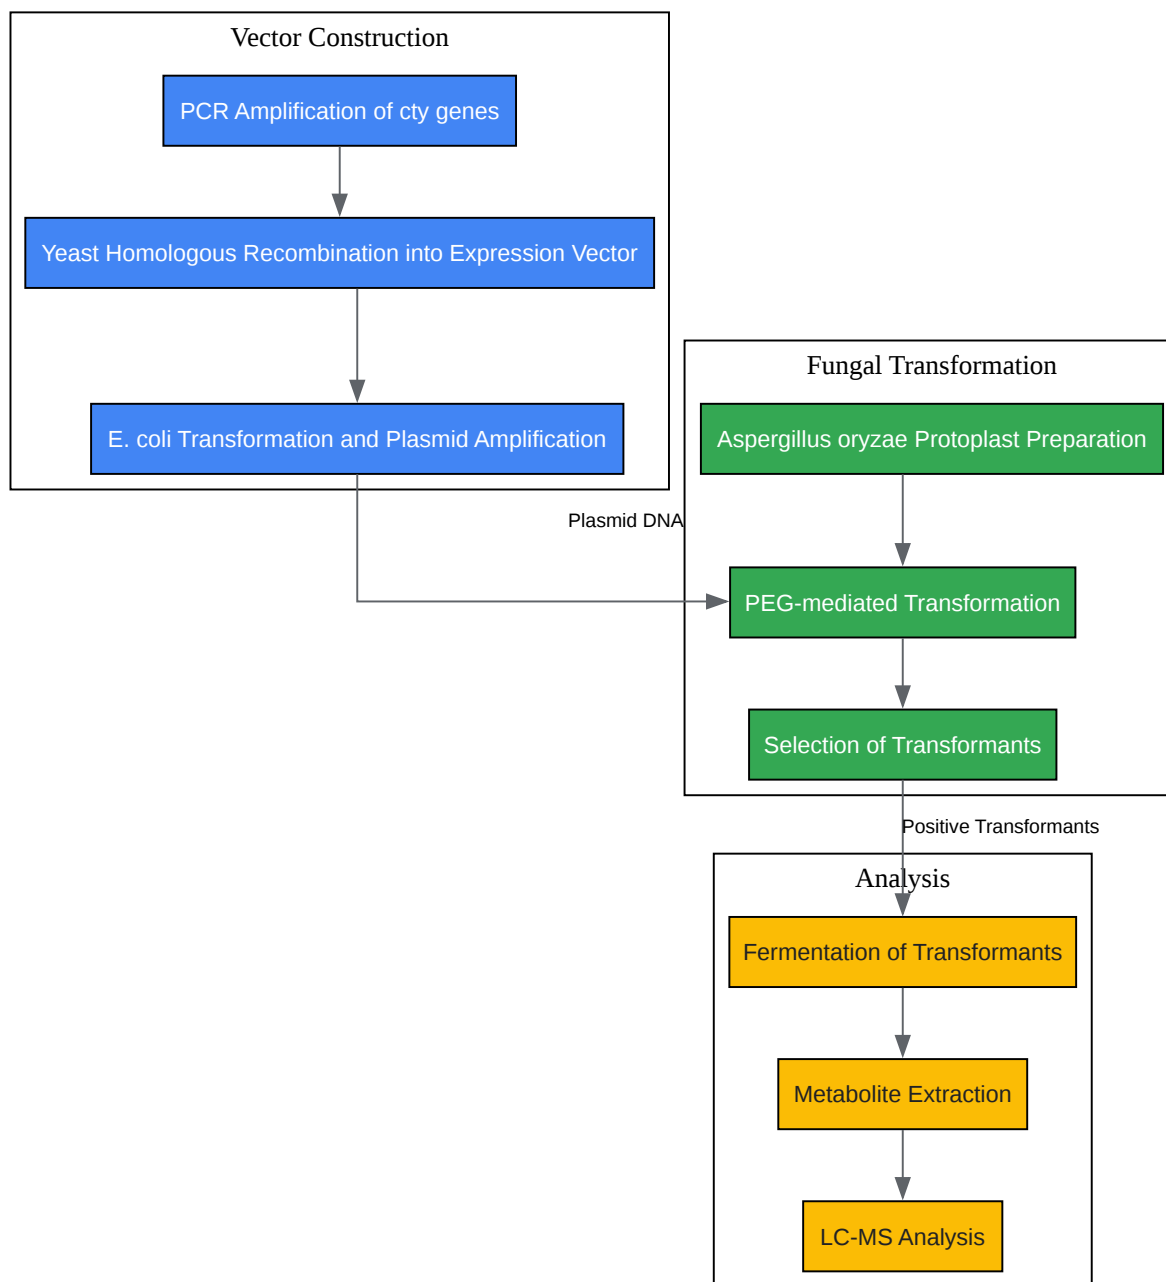 Vector Construction
PCR Amplification of cty genes
Yeast Homologous Recombination into Expression Vector
E. coli Transformation and Plasmid Amplification
Plasmid DNA
Fungal Transformation
Aspergillus oryzae Protoplast Preparation
PEG-mediated Transformation
Selection of Transformants
Positive Transformants
Analysis
Fermentation of Transformants
Metabolite Extraction
LC-MS Analysis